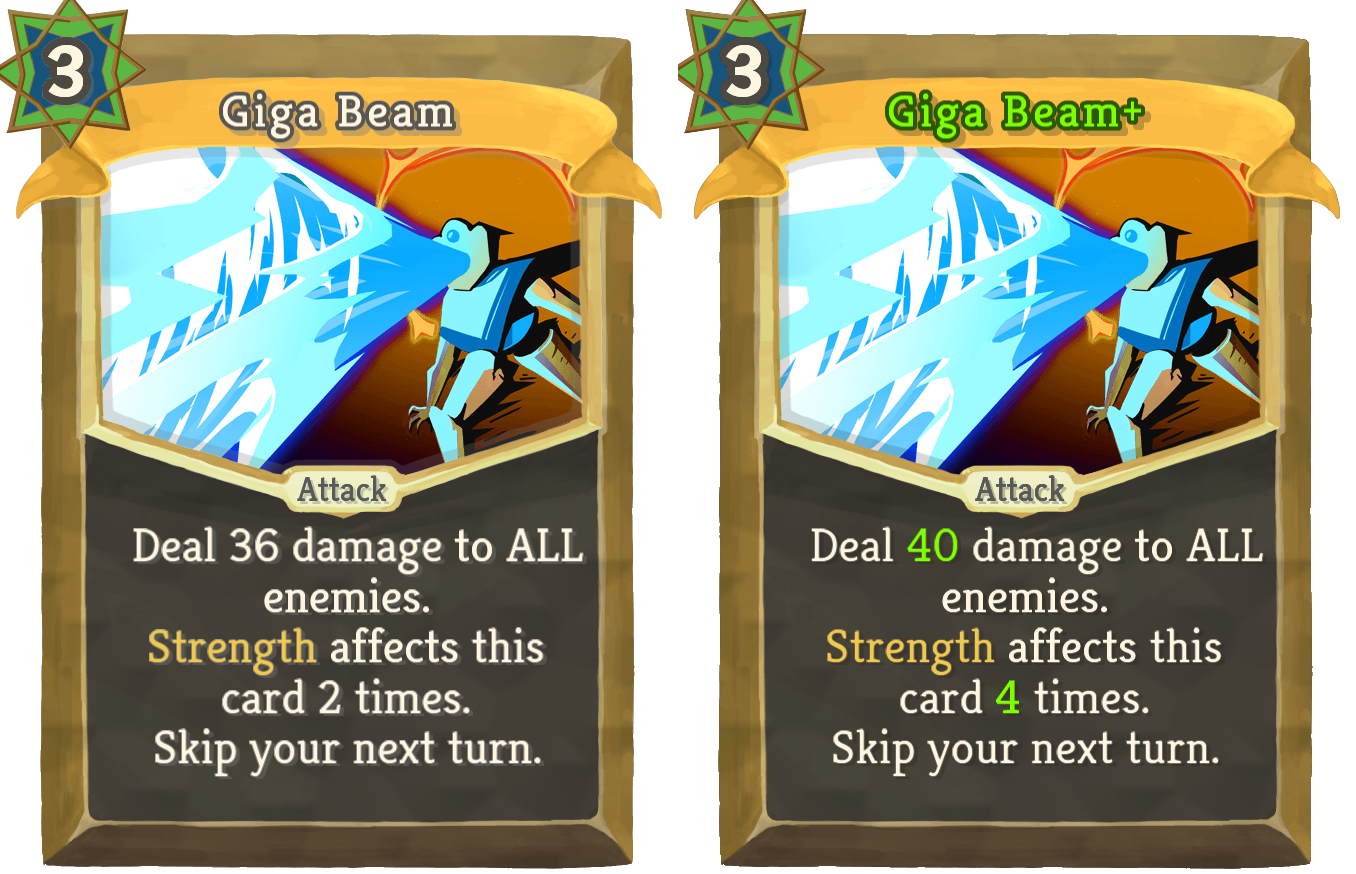 3
Giga Beam
Attack
Deal 36 damage to ALL
enemies.
Strength affects this
card 2 times.
Skip your next turn.
3
Giga Beam+
Attack
Deal 40 damage to ALL
enemies.
Strength affects this
card 4 times.
Skip your next turn.